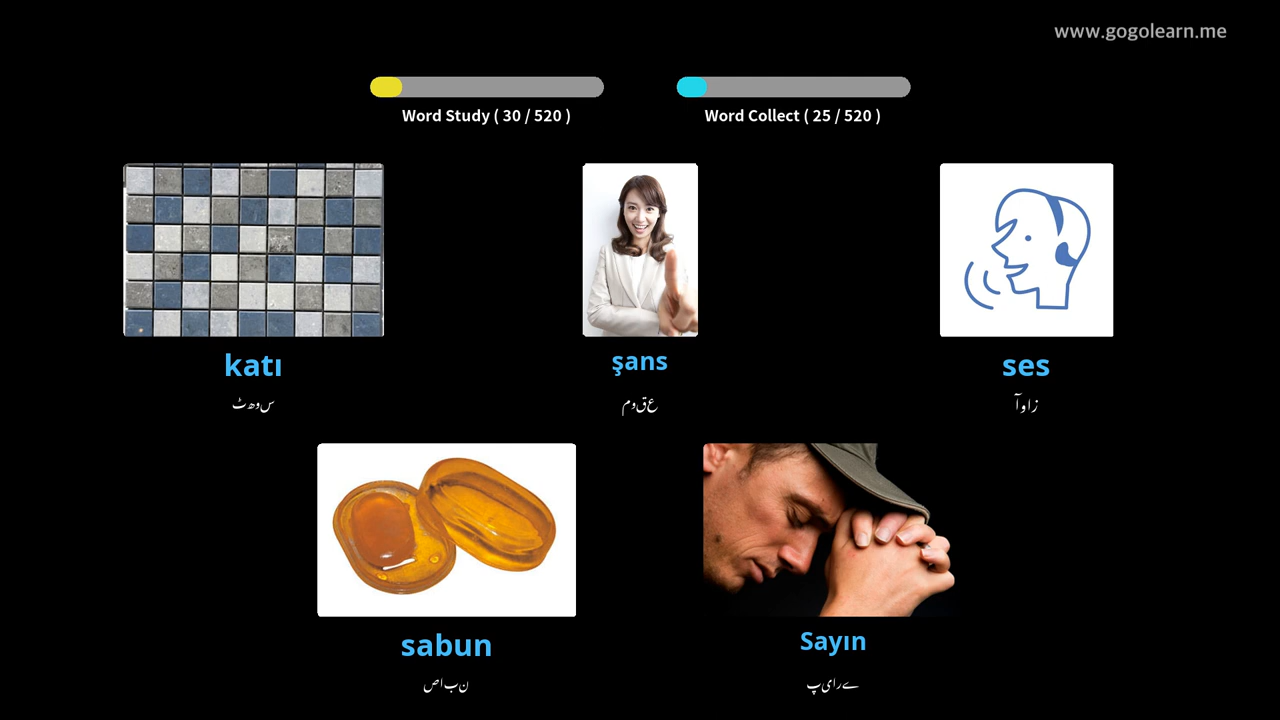 www.gogolearn.me
Word Study ( 30 / 520 )
Word Collect ( 25 / 520 )
katı
سوھٹ
şans
عقوم
ses
زاوآ
sabun
نباص
Sayın
ےرایپ